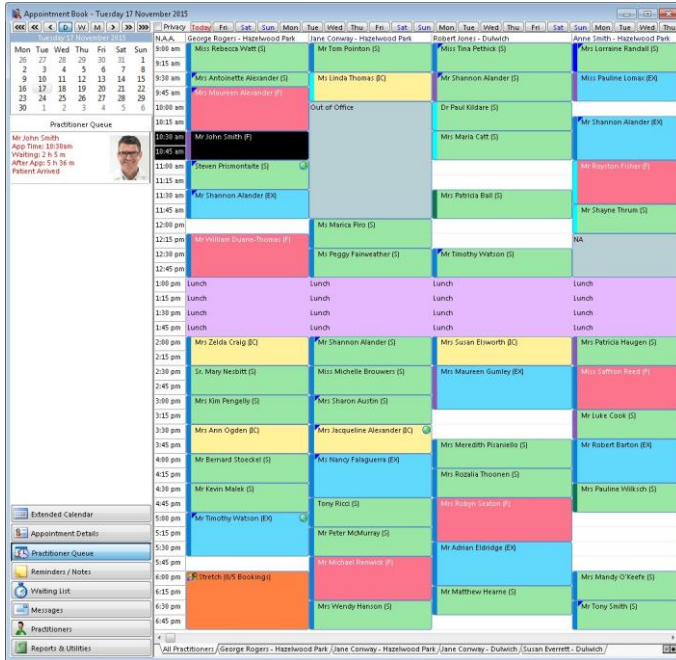 Appointment Book - Tuesday 17 November 2015
<<< << < D W M > >> >>>
Tuesday 17 November 2015
Mon Tue Wed Thu Fri Sat Sun
26 27 28 29 30 31 1
2 3 4 5 6 7 8
9 10 11 12 13 14 15
16 17 18 19 20 21 22
23 24 25 26 27 28 29
30 1 2 3 4 5 6
Practitioner Queue
Mr John Smith
App Time: 10:30am
Waiting: 2 h 5 m
After App: 5 h 36 m
Patient Arrived
Extended Calendar
Appointment Details
Practitioner Queue
Reminders / Notes
Waiting List
Messages
Practitioners
Reports & Utilities
Privacy Today Fri Sat Sun Mon Tue Wed Thu Fri Sat Sun Mon Tue Wed Thu Fri Sat Sun Mon Tue Wed Thu
N.A.A. George Rogers - Hazelwood Park Jane Conway - Hazelwood Park Robert Jones - Dulwich Anne Smith - Hazelwood Park
9:00 am Miss Rebecca Watt (S) Mr Tom Pointon (S) Miss Tina Pethick (S) Mrs Lorraine Randall (S)
9:15 am
9:30 am Mrs Antoinette Alexander (S) Ms Linda Thomas (IC) Mr Shannon Alander (S) Miss Pauline Lomax (EX)
9:45 am Mrs Maureen Alexander (F)
10:00 am Out of Office Dr Paul Kildare (S)
10:15 am Mr Shannon Alander (EX)
10:30 am Mr John Smith (F) Mrs Maria Catt (S)
10:45 am
11:00 am Steven Prismontaite (S) Mr Royston Fisher (F)
11:15 am
11:30 am Mr Shannon Alander (EX) Mrs Patricia Ball (S)
11:45 am Mr Shayne Thrum (S)
12:00 pm Ms Marica Piro (S)
12:15 pm Mr William Duane-Thomas (F) NA
12:30 pm Ms Peggy Fairweather (S) Mr Timothy Watson (S)
12:45 pm
1:00 pm Lunch Lunch Lunch Lunch
1:15 pm Lunch Lunch Lunch Lunch
1:30 pm Lunch Lunch Lunch Lunch
1:45 pm Lunch Lunch Lunch Lunch
2:00 pm Mrs Zelda Craig (IC) Mr Shannon Alander (S) Mrs Susan Elsworth (IC) Mrs Patricia Haugen (S)
2:15 pm
2:30 pm Sr. Mary Nesbitt (S) Miss Michelle Brouwers (S) Mrs Maureen Gumley (EX) Miss Saffron Reed (F)
2:45 pm
3:00 pm Mrs Kim Pengelly (S) Mrs Sharon Austin (S)
3:15 pm Mr Luke Cook (S)
3:30 pm Mrs Ann Ogden (IC) Mrs Jacqueline Alexander (IC)
3:45 pm Mrs Meredith Pisaniello (S) Mr Robert Barton (EX)
4:00 pm Mr Bernard Stoeckel (S) Ms Nancy Falaguerra (EX)
4:15 pm Mrs Rozalia Thoonen (S)
4:30 pm Mr Kevin Malek (S) Mrs Pauline Wilksch (S)
4:45 pm Tony Ricci (S) Mrs Robyn Seaton (F)
5:00 pm Mr Timothy Watson (EX)
5:15 pm Mr Peter McMurray (S)
5:30 pm Mr Adrian Eldridge (EX)
5:45 pm Mr Michael Renwick (F)
6:00 pm Stretch (8/5 Bookings) Mrs Mandy O'Keefe (S)
6:15 pm Mr Matthew Hearne (S)
6:30 pm Mrs Wendy Henson (S) Mr Tony Smith (S)
6:45 pm
All Practitioners George Rogers - Hazelwood Park Jane Conway - Hazelwood Park Jane Conway - Dulwich Susan Everrett - Dulwich